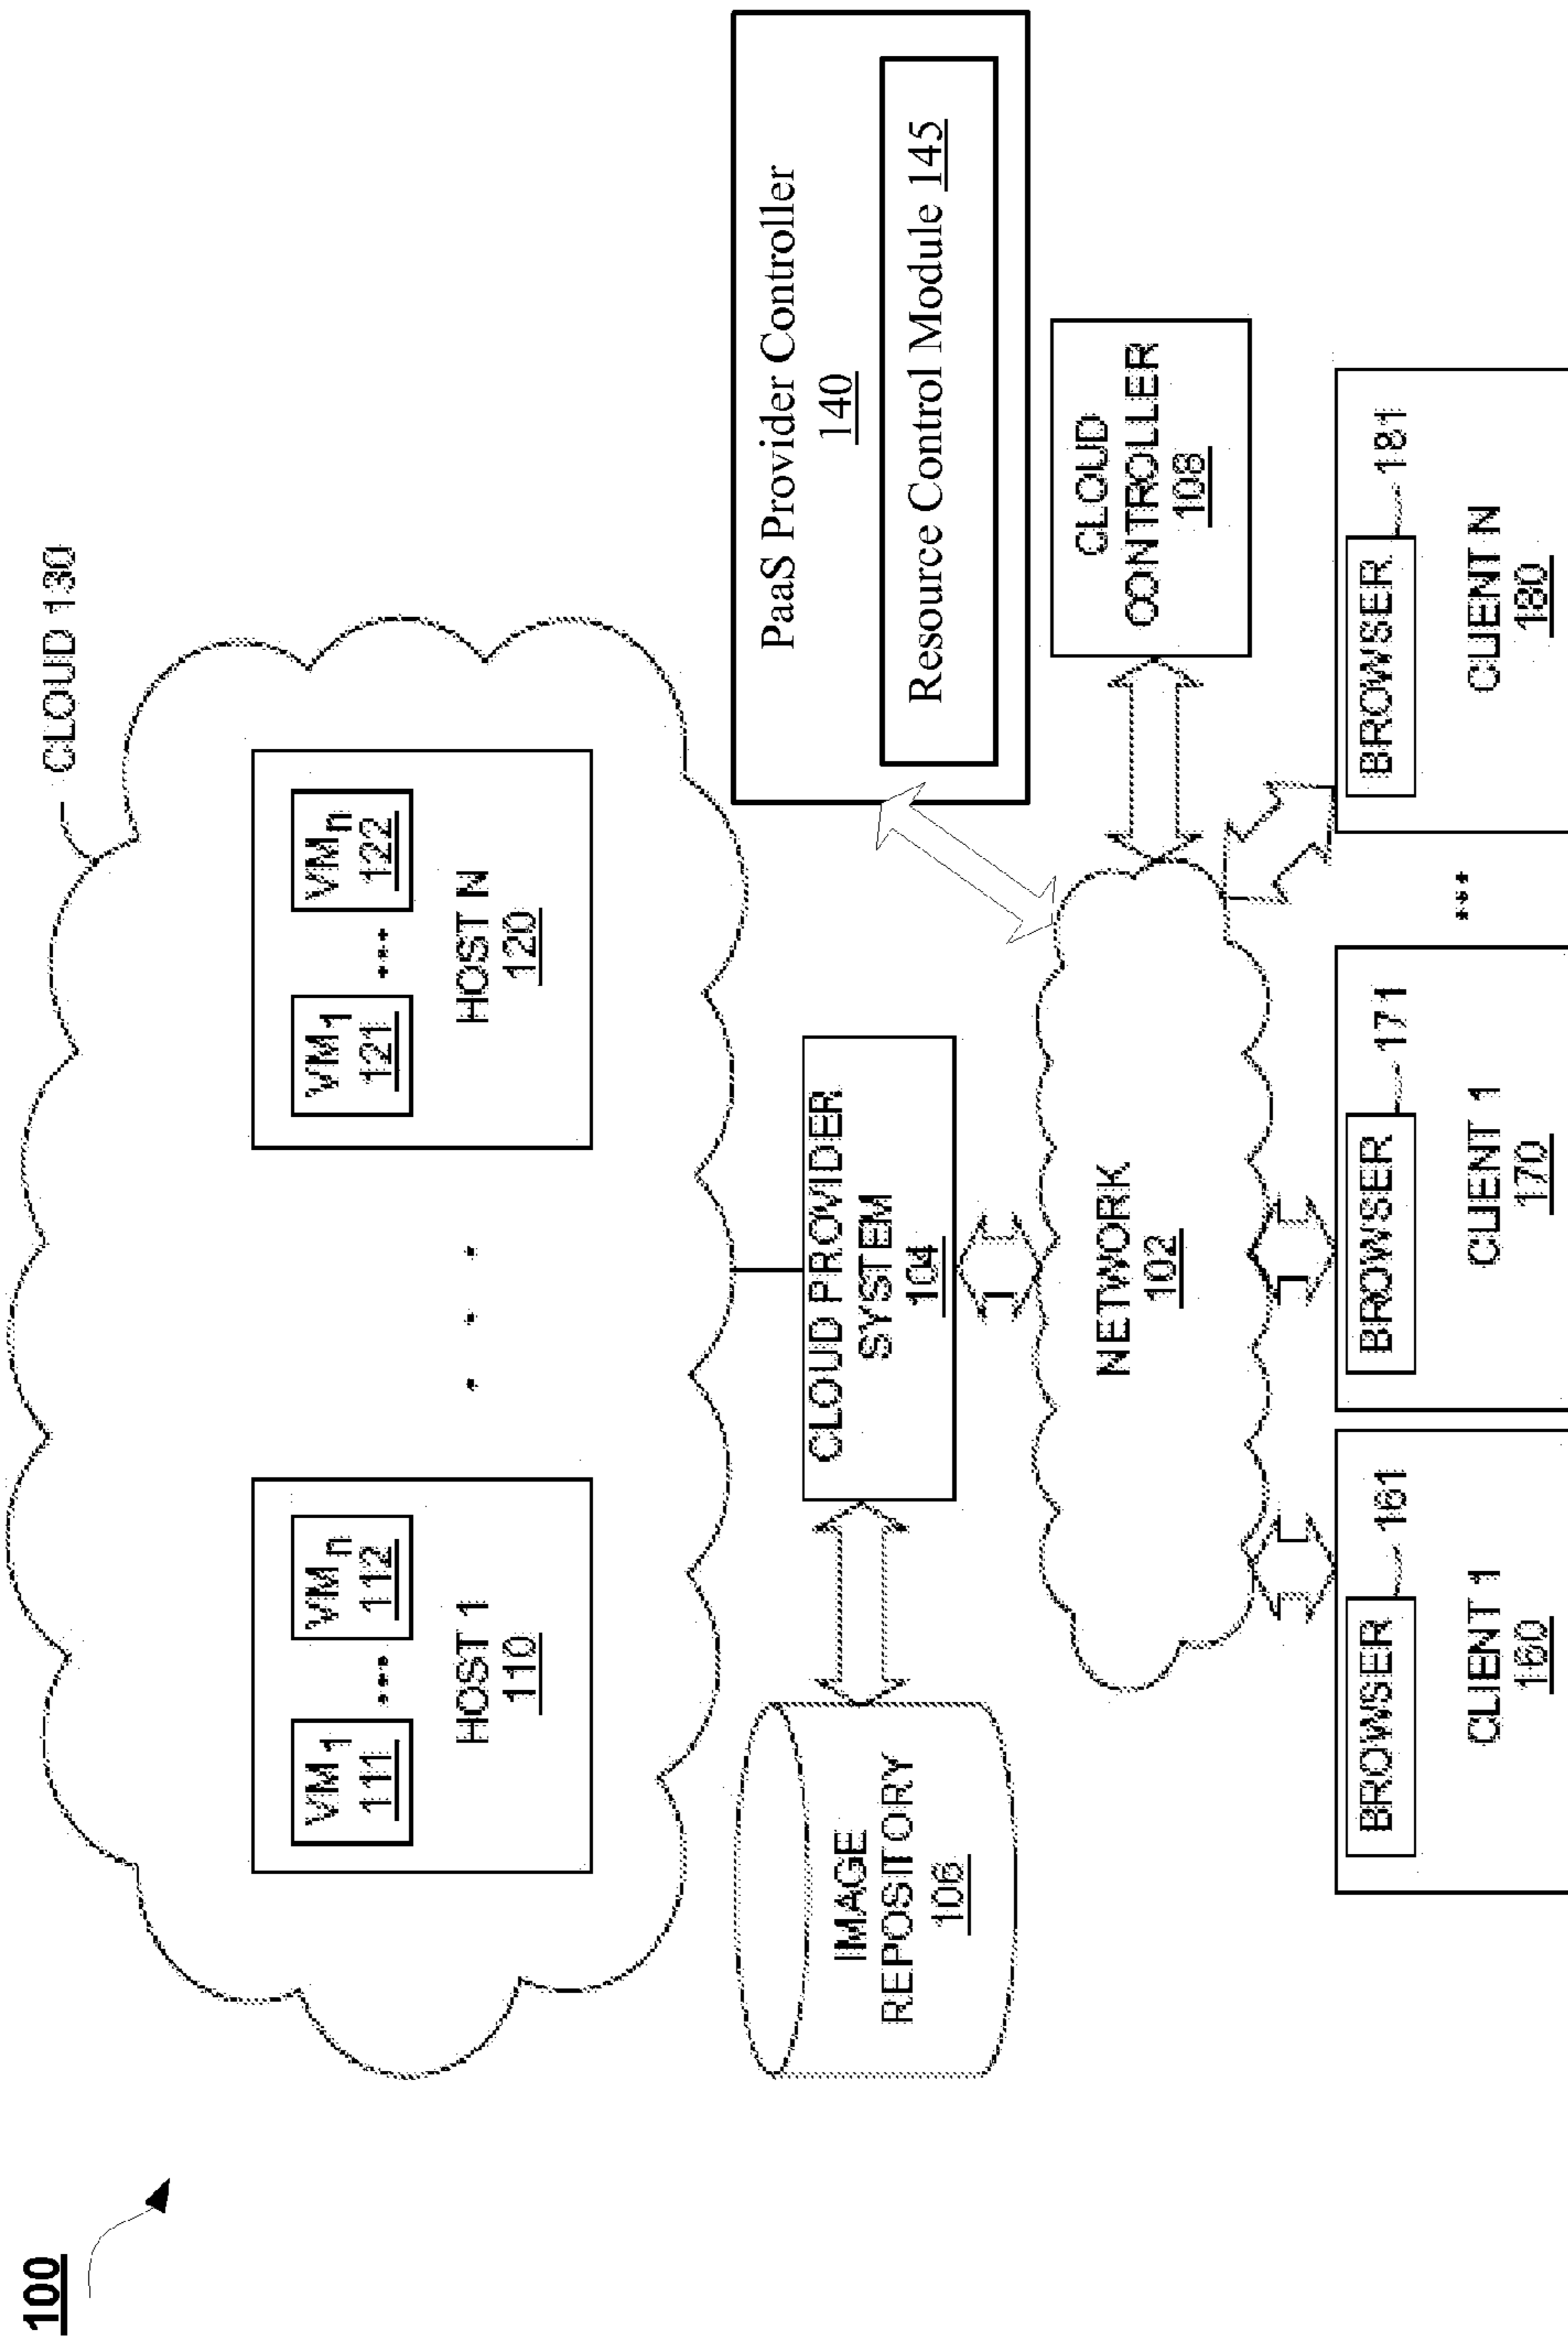 100
CLOUD 130
VM1
111
...
VMn
112
HOST 1
110
. . .
VM1
121
...
VMn
122
HOST N
120
IMAGE
REPOSITORY
106
CLOUD PROVIDER
SYSTEM
104
PaaS Provider Controller
140
Resource Control Module 145
NETWORK
102
CLOUD
CONTROLLER
108
BROWSER
161
CLIENT 1
160
BROWSER
171
CLIENT 1
170
...
BROWSER
181
CLIENT N
180